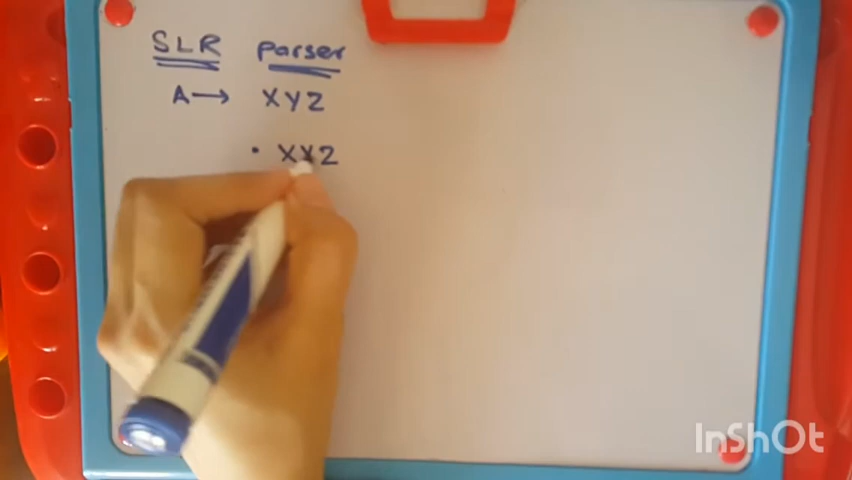 SLR parser
A → XYZ
• XYZ
InShOt